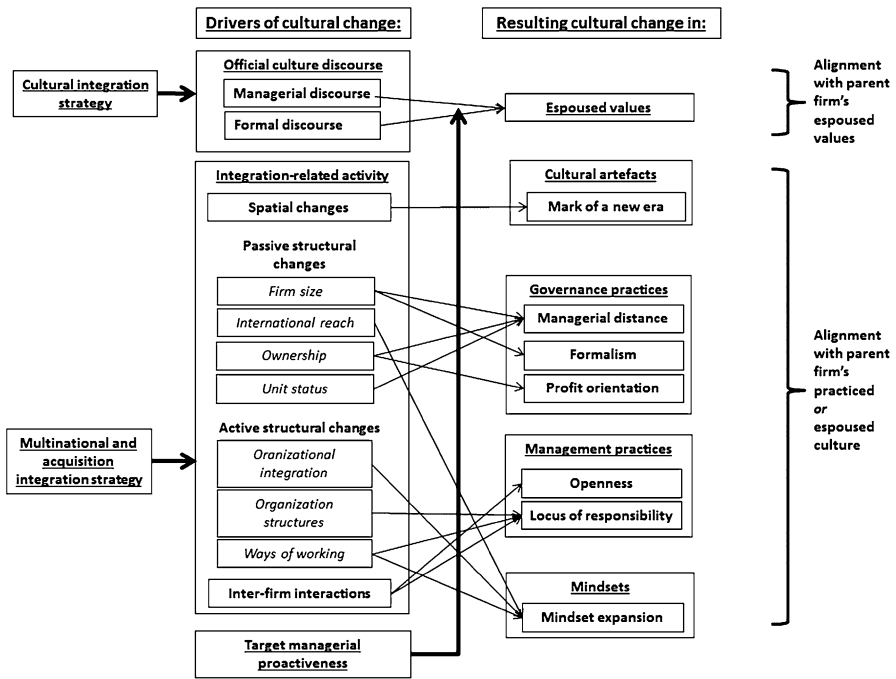 Drivers of cultural change:
Resulting cultural change in:
Cultural integration
strategy
Official culture discourse
Managerial discourse
Formal discourse
Espoused values
Alignment
with parent
firm's
espoused
values
Integration-related activity
Spatial changes
Cultural artefacts
Mark of a new era
Passive structural
changes
Firm size
International reach
Ownership
Unit status
Governance practices
Managerial distance
Formalism
Profit orientation
Alignment
with parent
firm's
practiced
or
espoused
culture
Multinational and
acquisition
integration strategy
Active structural changes
Oranizational
integration
Organization
structures
Ways of working
Inter-firm interactions
Management practices
Openness
Locus of responsibility
Mindsets
Mindset expansion
Target managerial
proactiveness